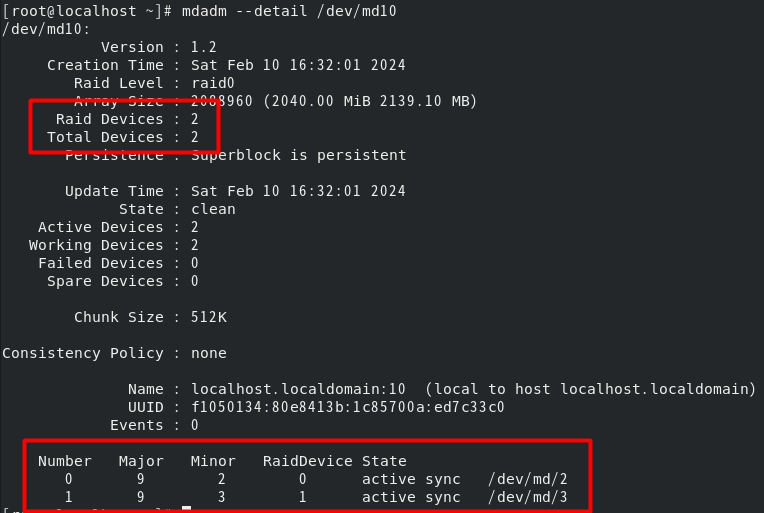 [root@localhost ~]# mdadm --detail /dev/md10
/dev/md10:
Version : 1.2
Creation Time : Sat Feb 10 16:32:01 2024
Raid Level : raid0
Array Size : 2088960 (2040.00 MiB 2139.10 MB)
Raid Devices : 2
Total Devices : 2
Persistence : Superblock is persistent
Update Time : Sat Feb 10 16:32:01 2024
State : clean
Active Devices : 2
Working Devices : 2
Failed Devices : 0
Spare Devices : 0
Chunk Size : 512K
Consistency Policy : none
Name : localhost.localdomain:10 (local to host localhost.localdomain)
UUID : f1050134:80e8413b:1c85700a:ed7c33c0
Events : 0
Number Major Minor RaidDevice State
0 9 2 0 active sync /dev/md/2
1 9 3 1 active sync /dev/md/3